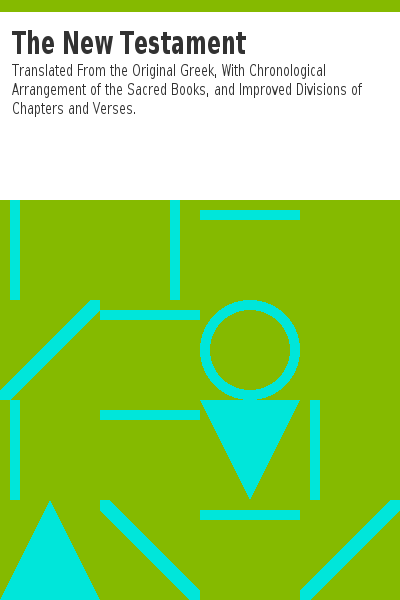 The New Testament
Translated From the Original Greek, With Chronological
Arrangement of the Sacred Books, and Improved Divisions of
Chapters and Verses.